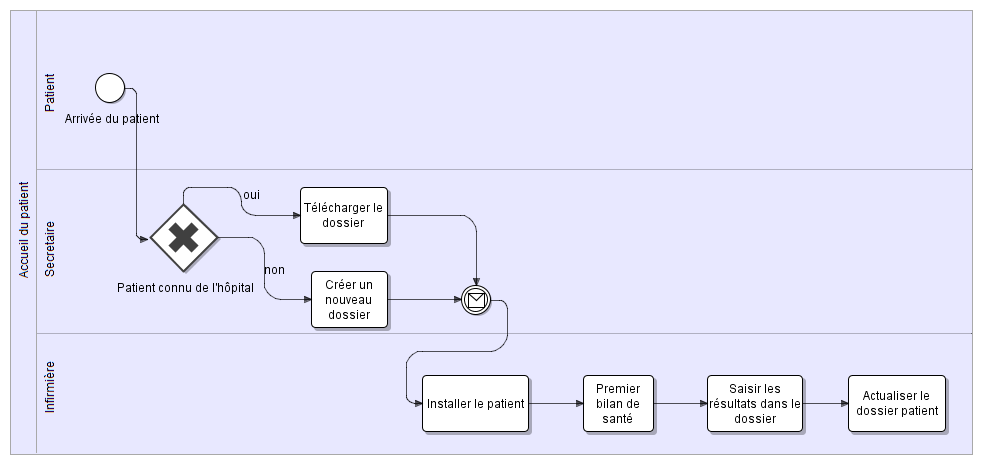 Accueil du patient
Patient
Arrivée du patient
Secretaire
oui
Télécharger le
dossier
non
Patient connu de l'hôpital
Créer un
nouveau
dossier
Infirmière
Installer le patient
Premier
bilan de
santé
Saisir les
résultats dans le
dossier
Actualiser le
dossier patient